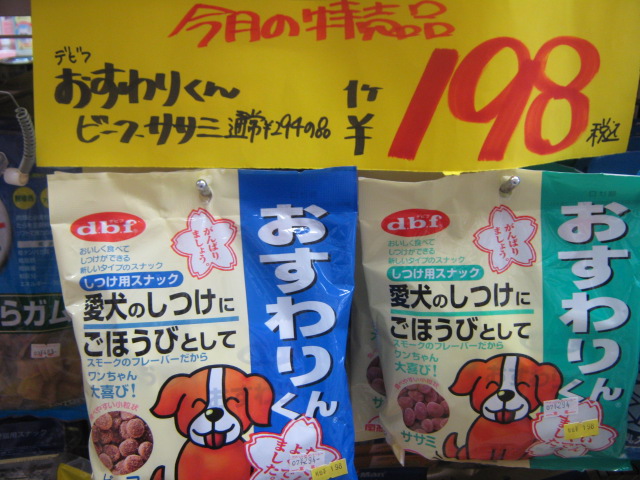 今月の特売品
デビフ
おすわりくん
ビーフ・ササミ 通常¥294の品
1ケ
¥198
税込
d.b.f
がんばりましょう
おいしく食べて
しつけができる
新しいタイプのスナック
しつけ用スナック
愛犬のしつけに
ごほうびとして
スモークのフレーバーだから
ワンちゃん
大喜び!
おすわりくん
d.b.f
がんばりましょう
おいしく食べて
しつけができる
新しいタイプのスナック
しつけ用スナック
愛犬のしつけに
ごほうびとして
スモークのフレーバーだから
ワンちゃん
大喜び!
ササミ
おすわりくん
198
198
らガム